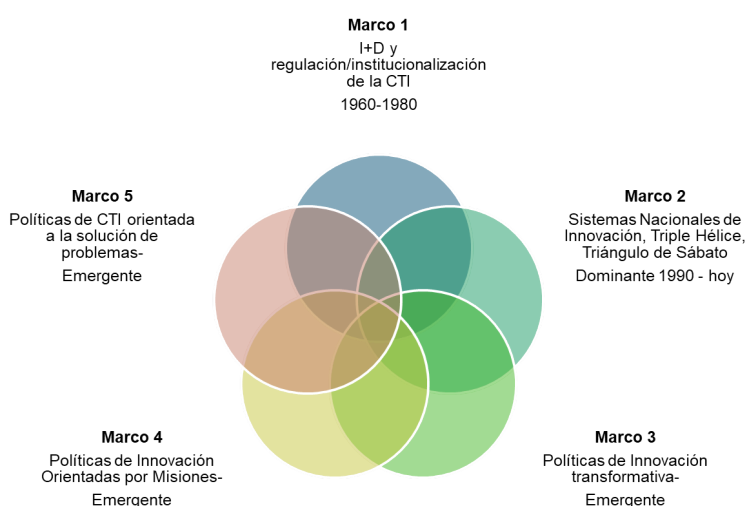 Marco 1
I+D y
regulación/institucionalización
de la CTI
1960-1980
Marco 5
Políticas de CTI orientada
a la solución de
problemas-
Emergente
Marco 2
Sistemas Nacionales de
Innovación, Triple Hélice,
Triángulo de Sábato
Dominante 1990 - hoy
Marco 4
Políticas de Innovación
Orientadas por Misiones-
Emergente
Marco 3
Políticas de Innovación
transformativa-
Emergente